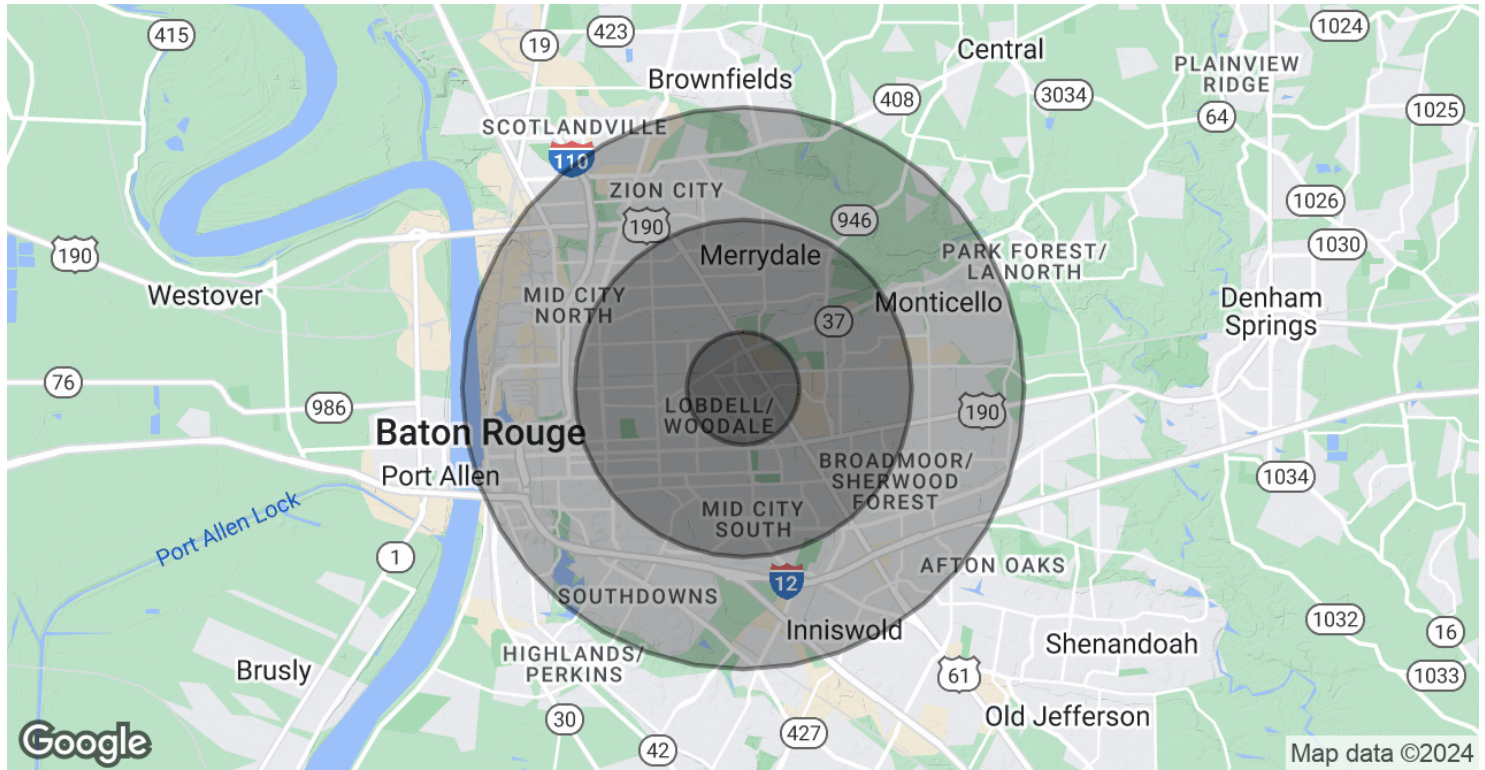 415
19
423
1024
Central
Brownfields
PLAINVIEW
RIDGE
408
3034
1025
64
SCOTLANDVILLE
110
ZION CITY
1026
946
190
1030
190
Merrydale
PARK FOREST/
LA NORTH
Westover
MID CITY
NORTH
Monticello
Denham
Springs
37
76
986
190
LOBDELL/
WOODALE
Baton Rouge
Port Allen
BROADMOOR/
SHERWOOD
FOREST
1034
MID CITY
SOUTH
Port Allen Lock
1
AFTON OAKS
12
SOUTHDOWNS
1032
16
Inniswold
Shenandoah
HIGHLANDS/
PERKINS
Brusly
61
1033
30
Old Jefferson
427
42
Google
Map data ©2024